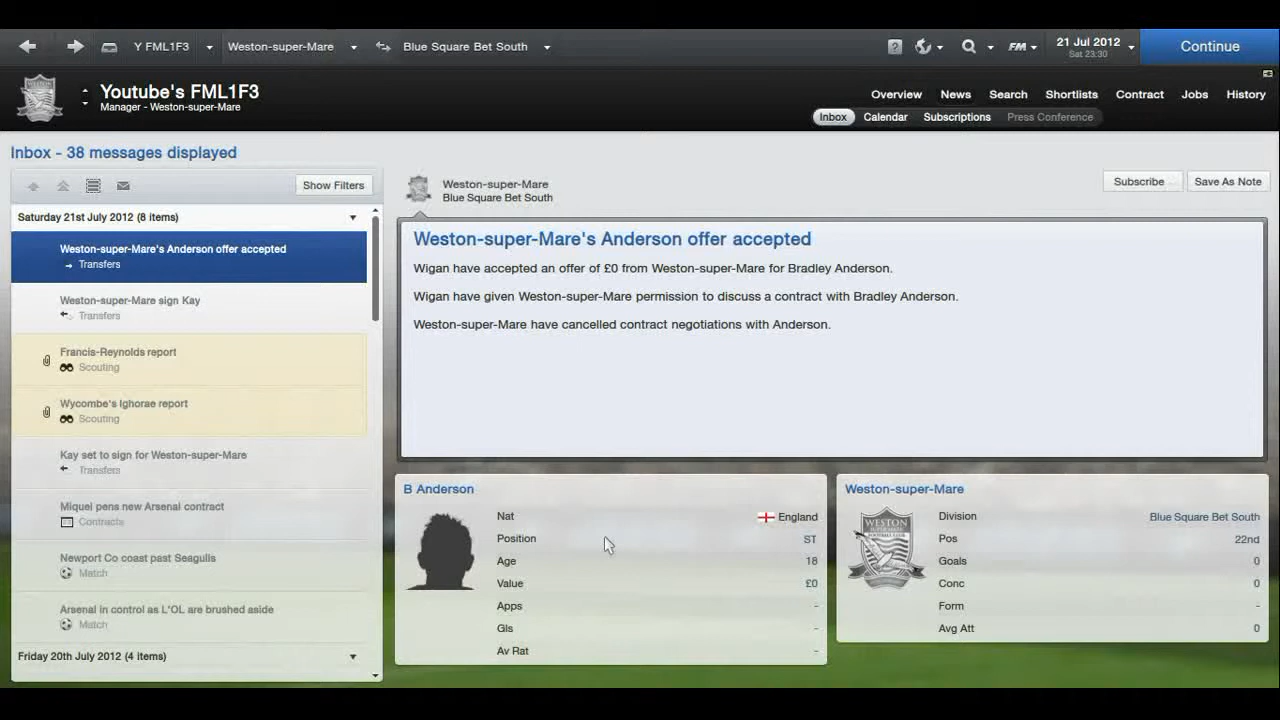 Y FML1F3
Weston-super-Mare
Blue Square Bet South
?
FM
21 Jul 2012
Sat 23:30
Continue
Youtube's FML1F3
Manager - Weston-super-Mare
Overview
News
Search
Shortlists
Contract
Jobs
History
Inbox
Calendar
Subscriptions
Press Conference
Inbox - 38 messages displayed
Show Filters
Saturday 21st July 2012 (8 items)
Weston-super-Mare's Anderson offer accepted
Transfers
Weston-super-Mare sign Kay
Transfers
Francis-Reynolds report
Scouting
Wycombe's Ighorae report
Scouting
Kay set to sign for Weston-super-Mare
Transfers
Miquel pens new Arsenal contract
Contracts
Newport Co coast past Seagulls
Match
Arsenal in control as L'OL are brushed aside
Match
Friday 20th July 2012 (4 items)
Weston-super-Mare
Blue Square Bet South
Subscribe
Save As Note
Weston-super-Mare's Anderson offer accepted
Wigan have accepted an offer of £0 from Weston-super-Mare for Bradley Anderson.
Wigan have given Weston-super-Mare permission to discuss a contract with Bradley Anderson.
Weston-super-Mare have cancelled contract negotiations with Anderson.
B Anderson
Nat England
Position ST
Age 18
Value £0
Apps -
Gls -
Av Rat -
Weston-super-Mare
WESTON
Division Blue Square Bet South
Pos 22nd
Goals 0
Conc 0
Form -
Avg Att 0